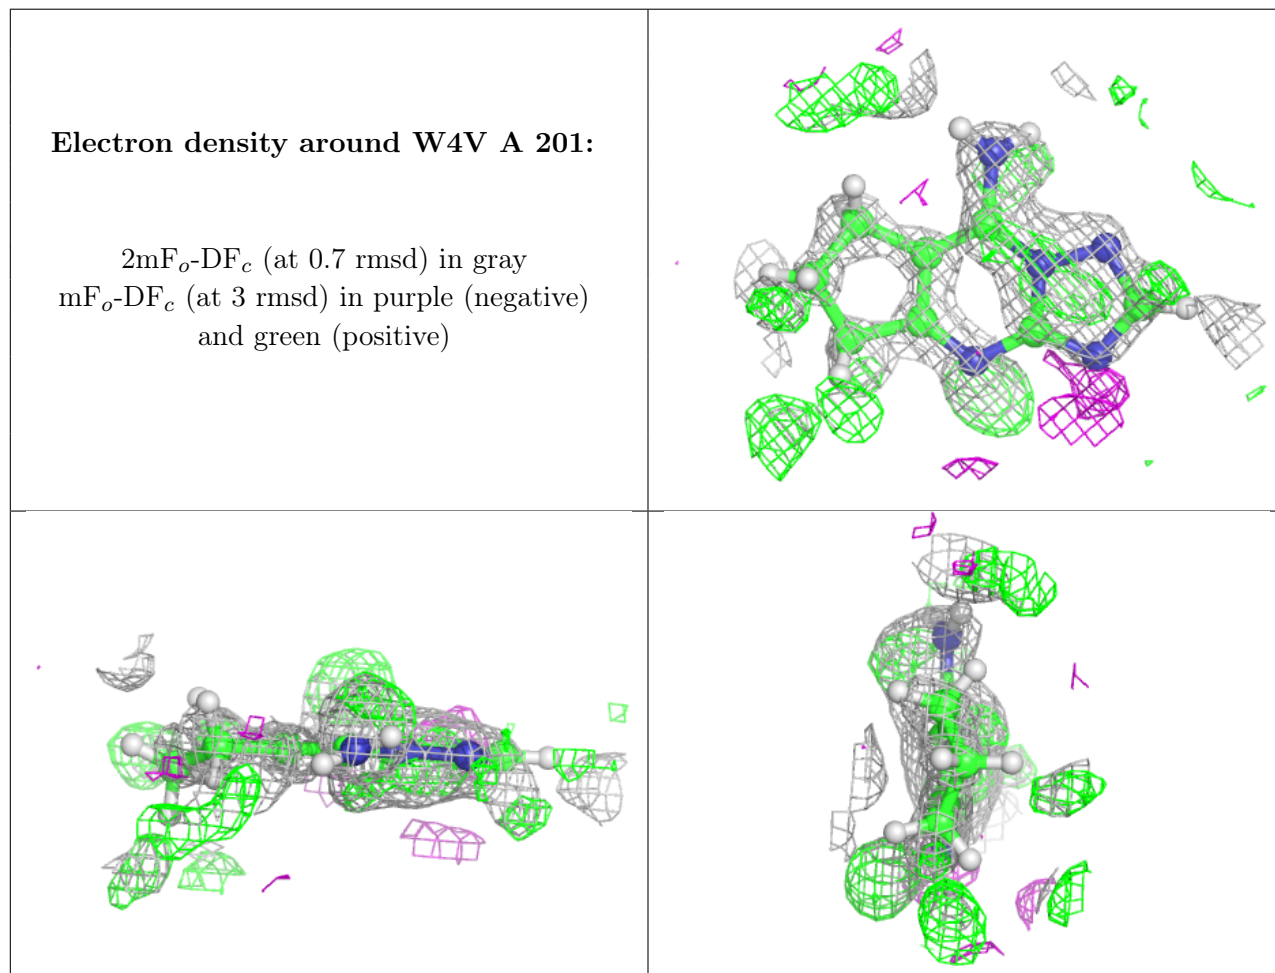 Electron density around W4V A 201:
2mFo-DFc (at 0.7 rmsd) in gray
mFo-DFc (at 3 rmsd) in purple (negative)
and green (positive)